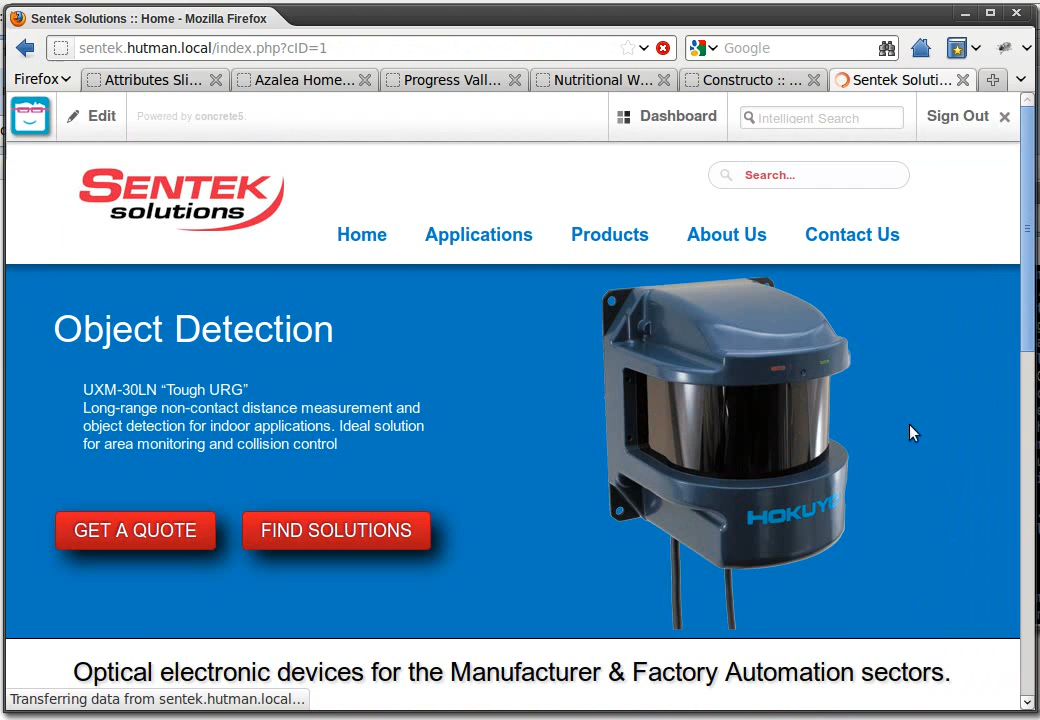 Sentek Solutions :: Home - Mozilla Firefox
sentek.hutman.local/index.php?cID=1
Google
Firefox
Attributes Sli...
Azalea Home...
Progress Vall...
Nutritional W...
Constructo :: ...
Sentek Soluti...
Edit
Powered by concrete5.
Dashboard
Intelligent Search
Sign Out
SENTEK
solutions
Search...
Home
Applications
Products
About Us
Contact Us
Object Detection
UXM-30LN “Tough URG”
Long-range non-contact distance measurement and
object detection for indoor applications. Ideal solution
for area monitoring and collision control
HOKUYO
GET A QUOTE
FIND SOLUTIONS
Optical electronic devices for the Manufacturer & Factory Automation sectors.
Transferring data from sentek.hutman.local...